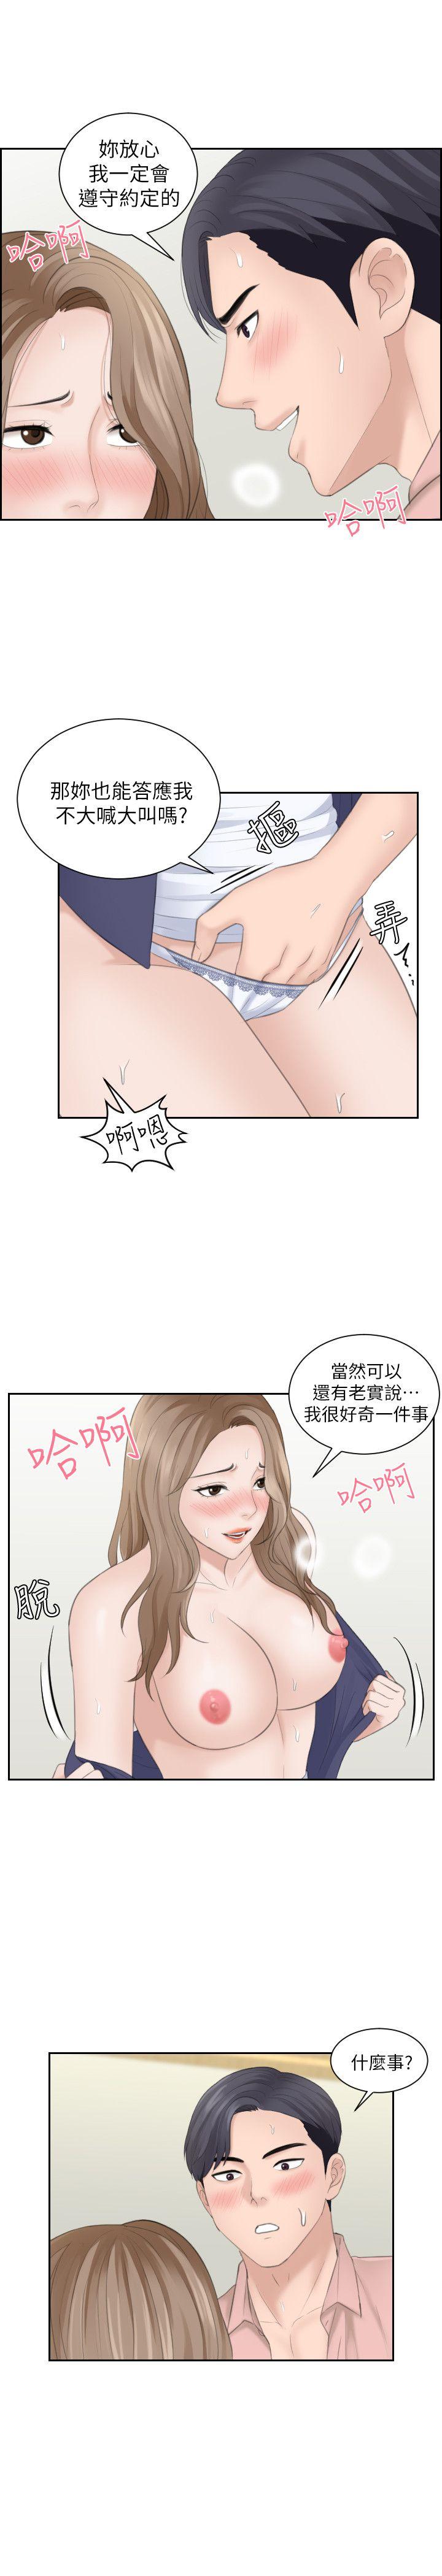 妳放心
我一定會
遵守約定的
哈啊
哈啊
那妳也能答應我
不大喊大叫嗎?
摳
弄
啊嗯
當然可以
還有老實說…
我很好奇一件事
哈啊
哈啊
脫
什麼事?